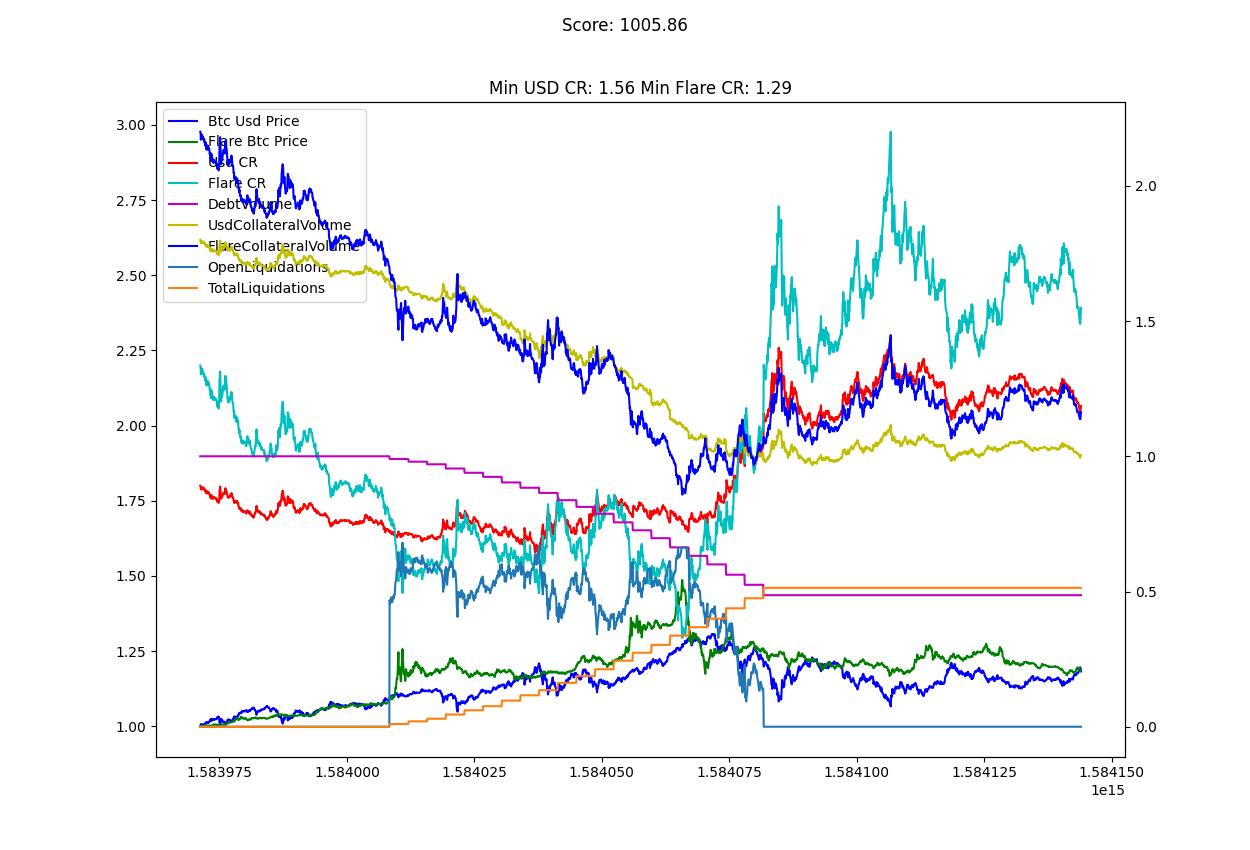 Score: 1005.86
Min USD CR: 1.56 Min Flare CR: 1.29
3.00
2.75
2.50
2.25
2.00
1.75
1.50
1.25
1.00
Btc Usd Price
Flare Btc Price
Usd CR
Flare CR
DebtVolume
UsdCollateralVolume
FlareCollateralVolume
OpenLiquidations
TotalLiquidations
2.0
1.5
1.0
0.5
0.0
1.583975 1.584000 1.584025 1.584050 1.584075 1.584100 1.584125 1.584150
1e15